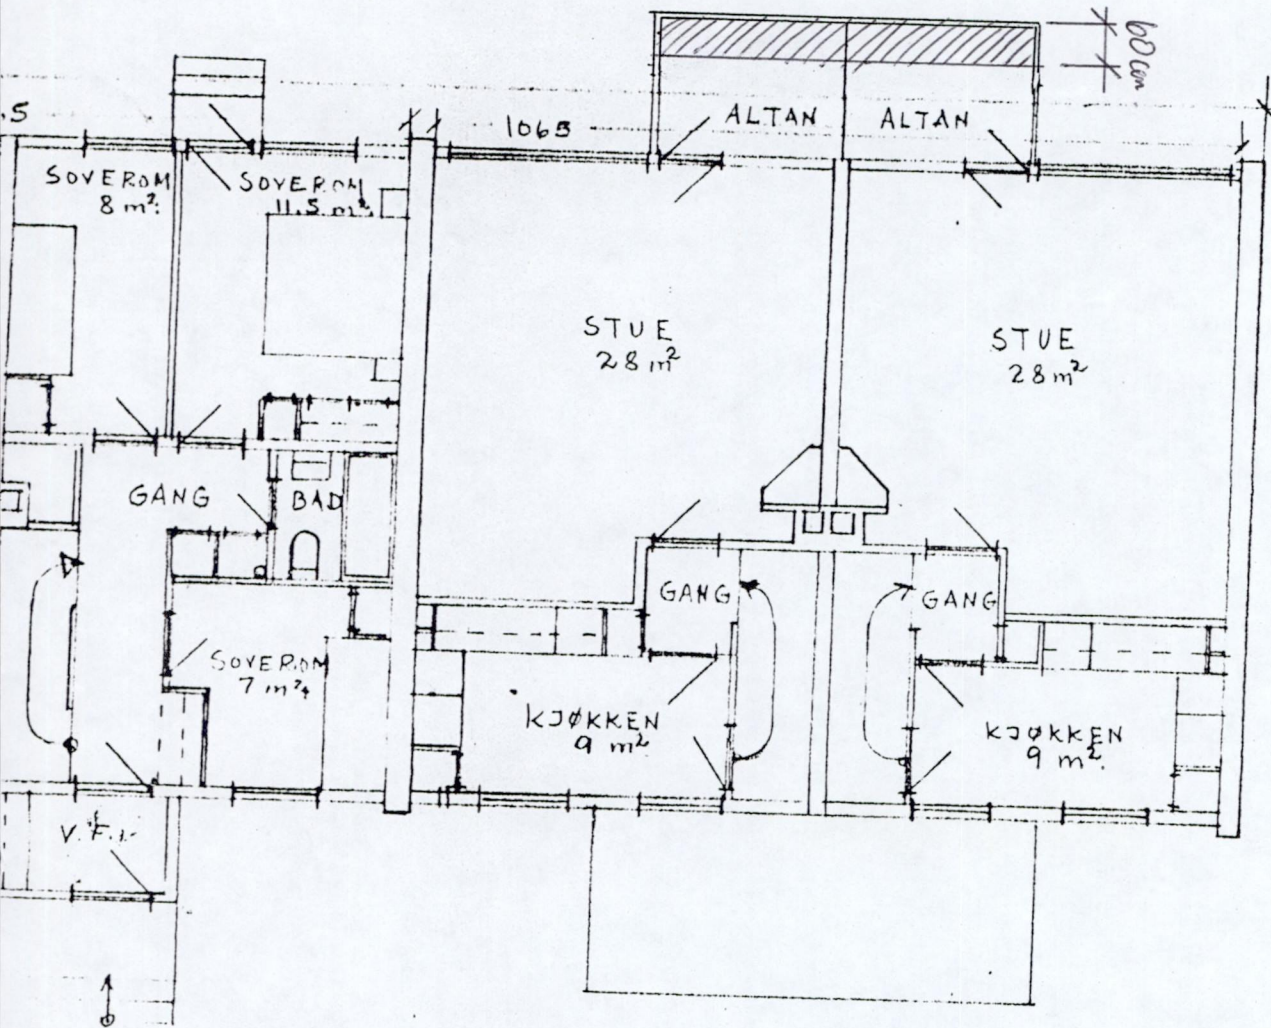 60 cm
.5
1065
ALTAN
ALTAN
SOVEROM
8 m².
SOVEROM
11.5 m².
STUE
28 m²
STUE
28 m²
GANG
BAD
GANG
GANG
SOVEROM
7 m².
KJØKKEN
9 m²
KJØKKEN
9 m².